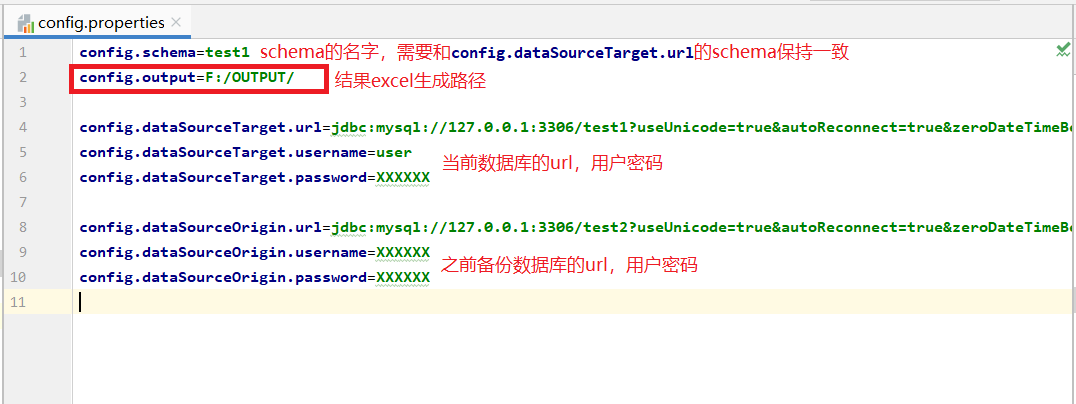 config.properties
1 config.schema=test1 schema的名字，需要和config.dataSourceTarget.url的schema保持一致
2 config.output=F:/OUTPUT/ 结果excel生成路径
3
4 config.dataSourceTarget.url=jdbc:mysql://127.0.0.1:3306/test1?useUnicode=true&autoReconnect=true&zeroDateTimeBe
5 config.dataSourceTarget.username=user
当前数据库的url，用户密码
6 config.dataSourceTarget.password=XXXXXX
7
8 config.dataSourceOrigin.url=jdbc:mysql://127.0.0.1:3306/test2?useUnicode=true&autoReconnect=true&zeroDateTimeBe
9 config.dataSourceOrigin.username=XXXXXX
之前备份数据库的url，用户密码
10 config.dataSourceOrigin.password=XXXXXX
11